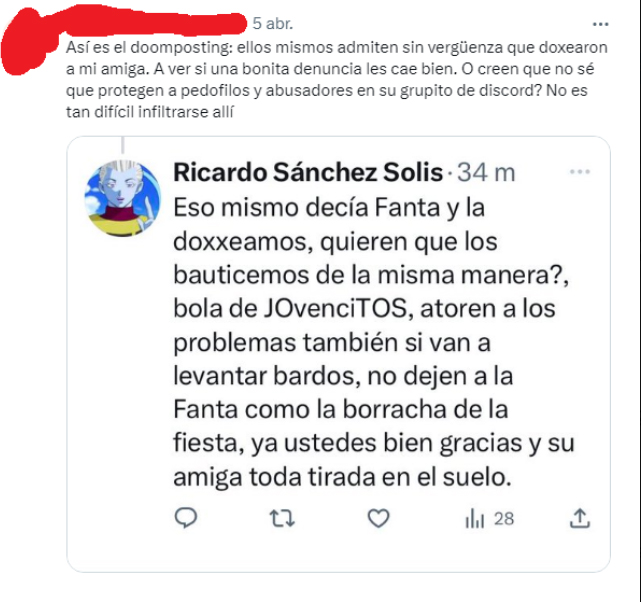 5 abr.
Así es el doomposting: ellos mismos admiten sin vergüenza que doxearon
a mi amiga. A ver si una bonita denuncia les cae bien. O creen que no sé
que protegen a pedofilos y abusadores en su grupito de discord? No es
tan difícil infiltrarse allí
Ricardo Sánchez Solis · 34 m
Eso mismo decía Fanta y la
doxxeamos, quieren que los
bauticemos de la misma manera?,
bola de JOvenciTOS, atoren a los
problemas también si van a
levantar bardos, no dejen a la
Fanta como la borracha de la
fiesta, ya ustedes bien gracias y su
amiga toda tirada en el suelo.
28